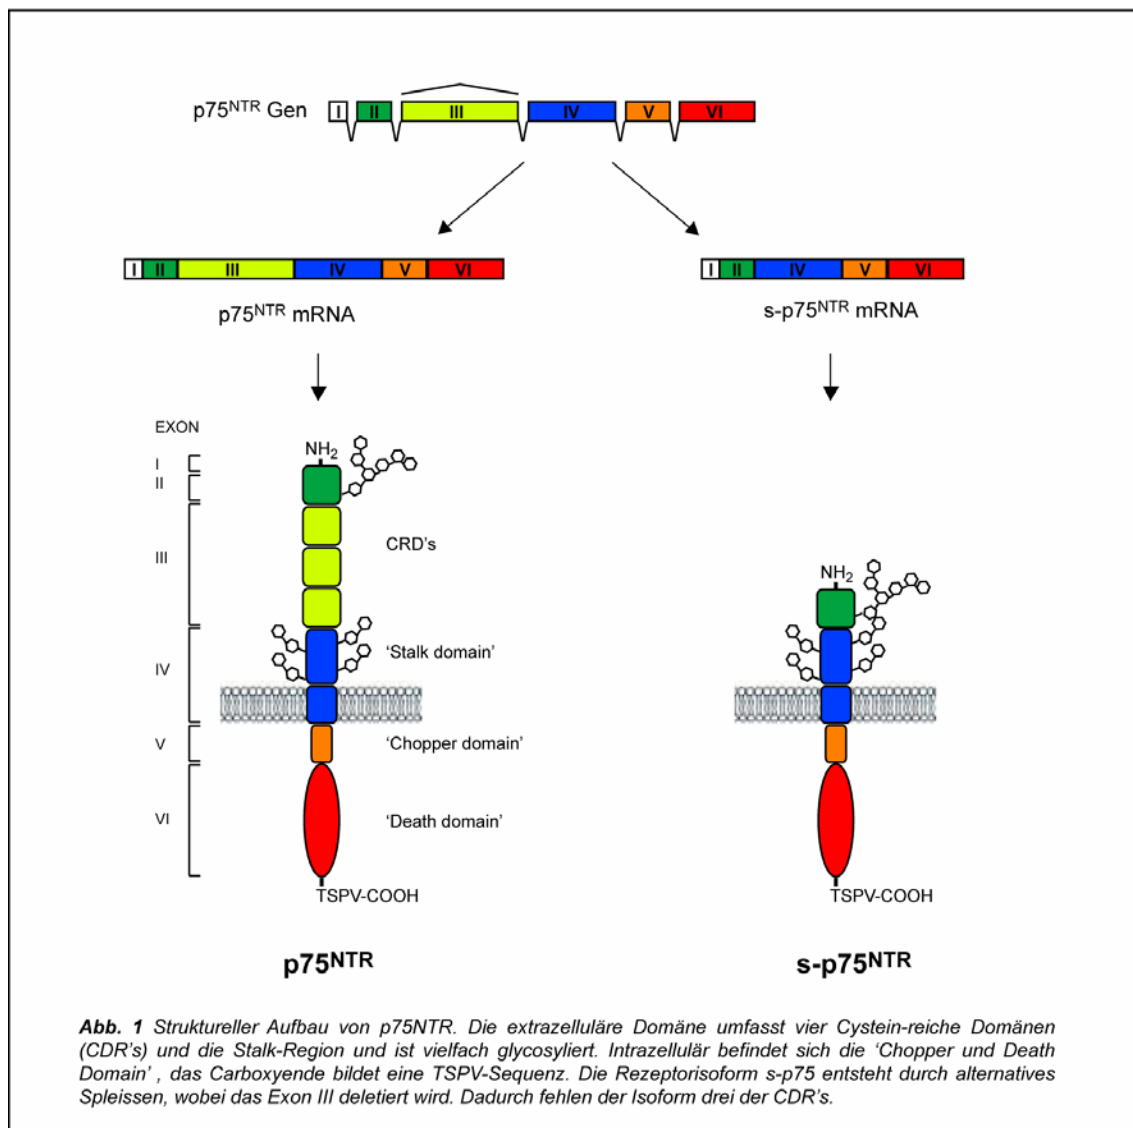 p75NTR Gen
I II III IV V VI
I II III IV V VI
I II IV V VI
p75NTR mRNA
s-p75NTR mRNA
EXON
I
II
III
IV
V
VI
NH2
CRD's
'Stalk domain'
'Chopper domain'
'Death domain'
TSPV-COOH
NH2
TSPV-COOH
p75NTR
s-p75NTR
Abb. 1 Struktureller Aufbau von p75NTR. Die extrazelluläre Domäne umfasst vier Cystein-reiche Domänen
(CDR's) und die Stalk-Region und ist vielfach glycosyliert. Intrazellulär befindet sich die 'Chopper und Death
Domain' , das Carboxyende bildet eine TSPV-Sequenz. Die Rezeptorisoform s-p75 entsteht durch alternatives
Spleissen, wobei das Exon III deletiert wird. Dadurch fehlen der Isoform drei der CDR's.